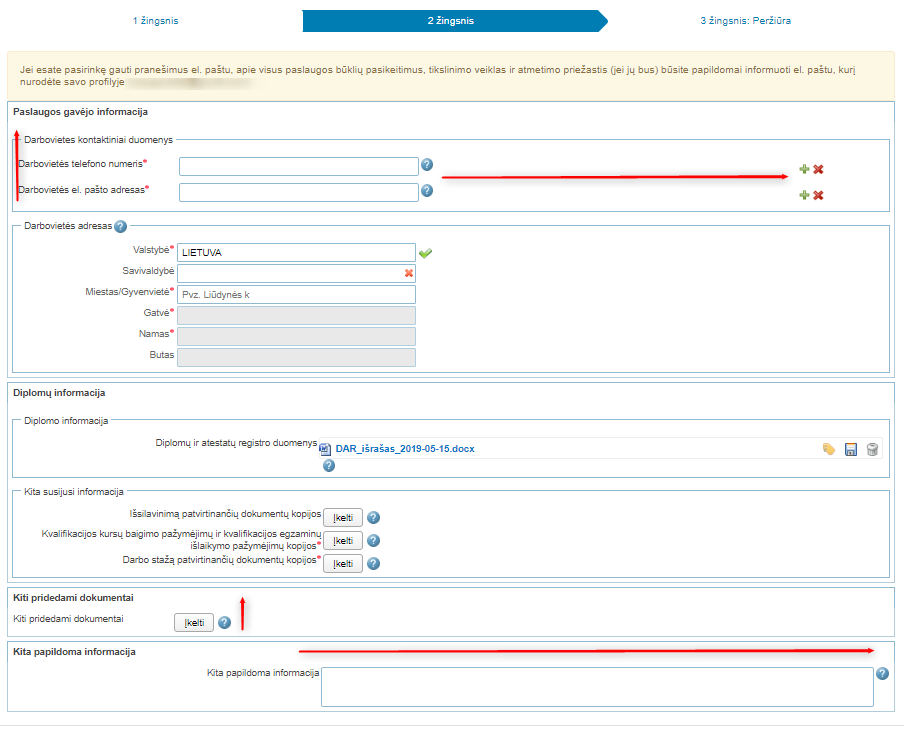 1 žingsnis
2 žingsnis
3 žingsnis: Peržiūra
Jei esate pasirinkę gauti pranešimus el. paštu, apie visus paslaugos būklių pasikeitimus, tikslinimo veiklas ir atmetimo priežastis (jei jų bus) būsite papildomai informuoti el. paštu, kurį
nurodėte savo profilyje
Paslaugos gavėjo informacija
Darbovietės kontaktiniai duomenys
Darbovietės telefono numeris*
Darbovietės el. pašto adresas*
Darbovietės adresas
Valstybė* LIETUVA
Savivaldybė
Miestas/Gyvenvietė* Pvz. Liūdynės k
Gatvė*
Namas*
Butas
Diplomų informacija
Diplomo informacija
Diplomų ir atestatų registro duomenys DAR_išrašas_2019-05-15.docx
Kita susijusi informacija
Išsilavinimą patvirtinančių dokumentų kopijos Įkelti
Kvalifikacijos kursų baigimo pažymėjimų ir kvalifikacijos egzaminų
išlaikymo pažymėjimų kopijos* Įkelti
Darbo stažą patvirtinančių dokumentų kopijos* Įkelti
Kiti pridedami dokumentai
Kiti pridedami dokumentai Įkelti
Kita papildoma informacija
Kita papildoma informacija